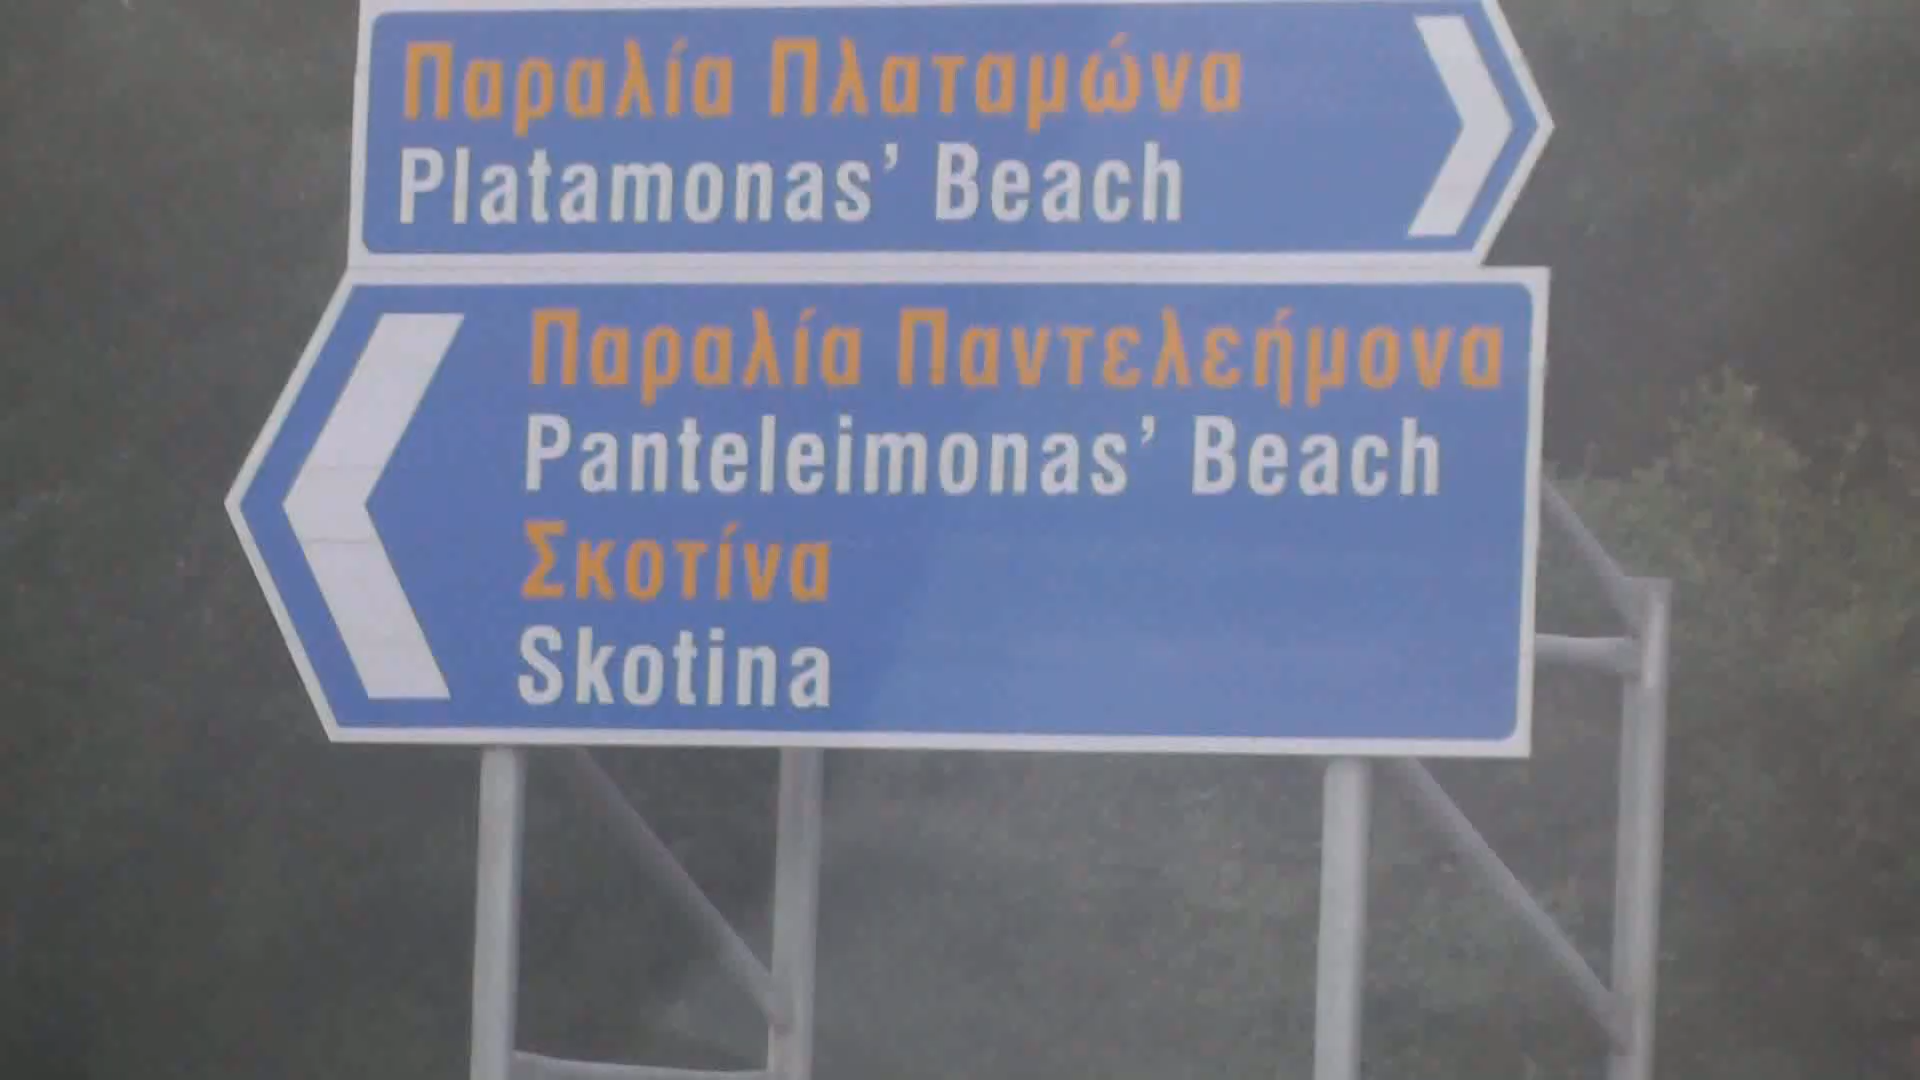 Παραλία Πλαταμώνα
Platamonas’ Beach
Παραλία Παντελεήμονα
Panteleimonas’ Beach
Σκοτίνα
Skotina